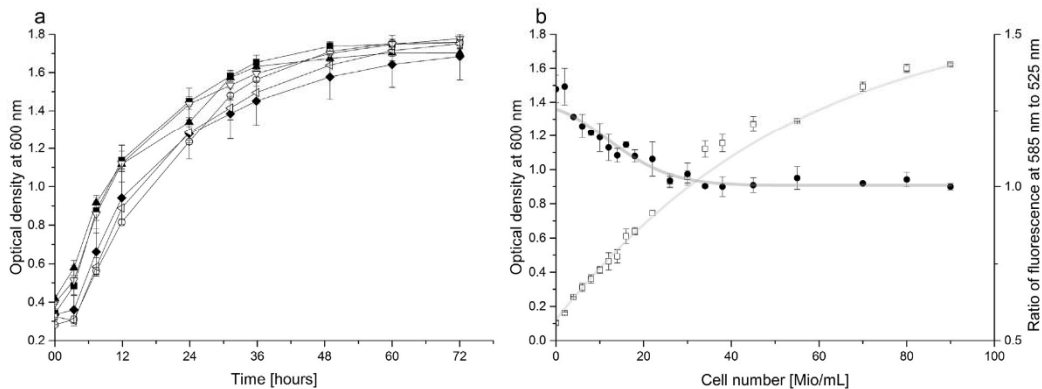 a
b
Optical density at 600 nm
1.8
1.6
1.4
1.2
1.0
0.8
0.6
0.4
0.2
00 12 24 36 48 60 72
Time [hours]
Optical density at 600 nm
1.8
1.6
1.4
1.2
1.0
0.8
0.6
0.4
0.2
0.0
0 20 40 60 80 100
Cell number [Mio/mL]
1.5
1.0
0.5
Ratio of fluorescence at 585 nm to 525 nm